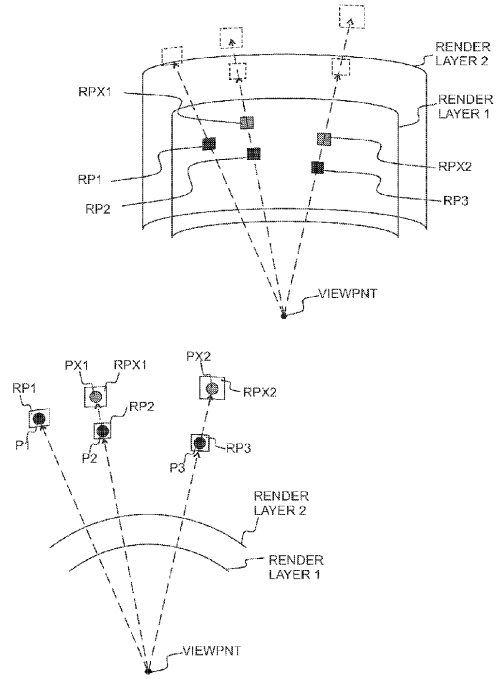 RENDER
LAYER 2
RENDER
LAYER 1
RPX1
RP1
RP2
RPX2
RP3
VIEWPNT
PX1
RPX1
PX2
RPX2
RP1
RP2
P1
P2
P3
RP3
RENDER
LAYER 2
RENDER
LAYER 1
VIEWPNT